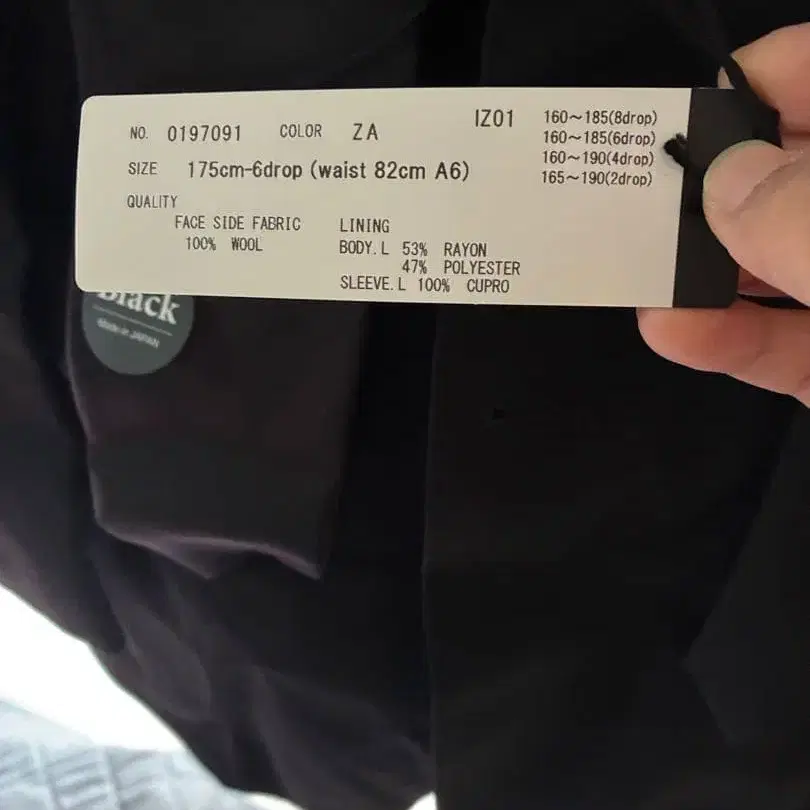 NO. 0197091 COLOR ZA IZ01
160～185(8drop)
160～185(6drop)
160～190(4drop)
165～190(2drop)
SIZE 175cm-6drop (waist 82cm A6)
QUALITY
FACE SIDE FABRIC
100% WOOL
LINING
BODY.L 53% RAYON
47% POLYESTER
SLEEVE.L 100% CUPRO
Black
Made in JAPAN